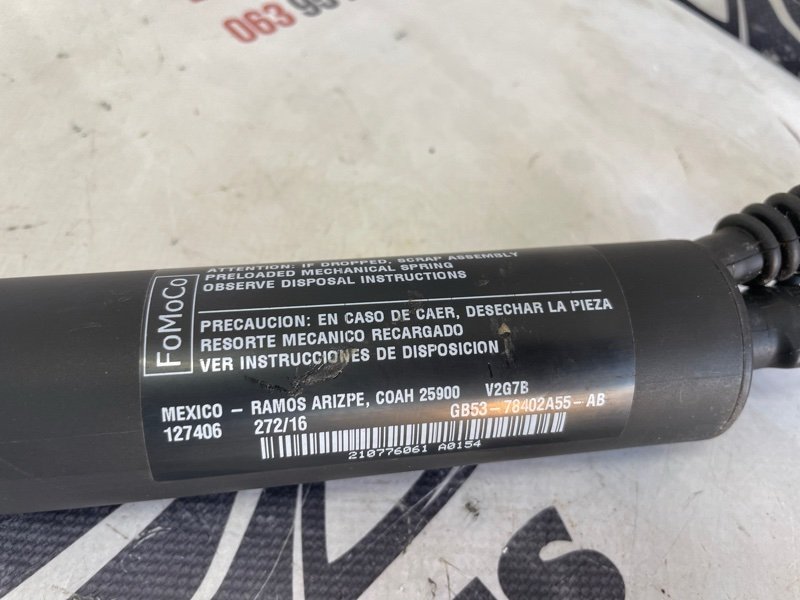 063
FoMoCo
ATTENTION: IF DROPPED, SCRAP ASSEMBLY
PRELOADED MECHANICAL SPRING
OBSERVE DISPOSAL INSTRUCTIONS
PRECAUCION: EN CASO DE CAER, DESECHAR LA PIEZA
RESORTE MECANICO RECARGADO
VER INSTRUCCIONES DE DISPOSICION
MEXICO - RAMOS ARIZPE, COAH 25900 V2G7B
127406 272/16 GB53-78402A55-AB
210776061 A0154